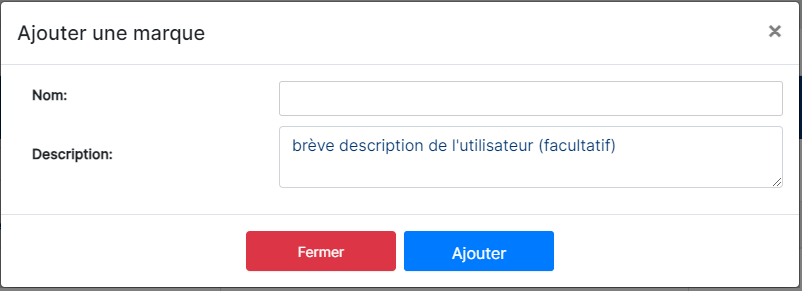 Ajouter une marque
×
Nom:
Description:
brève description de l'utilisateur (facultatif)
Fermer
Ajouter